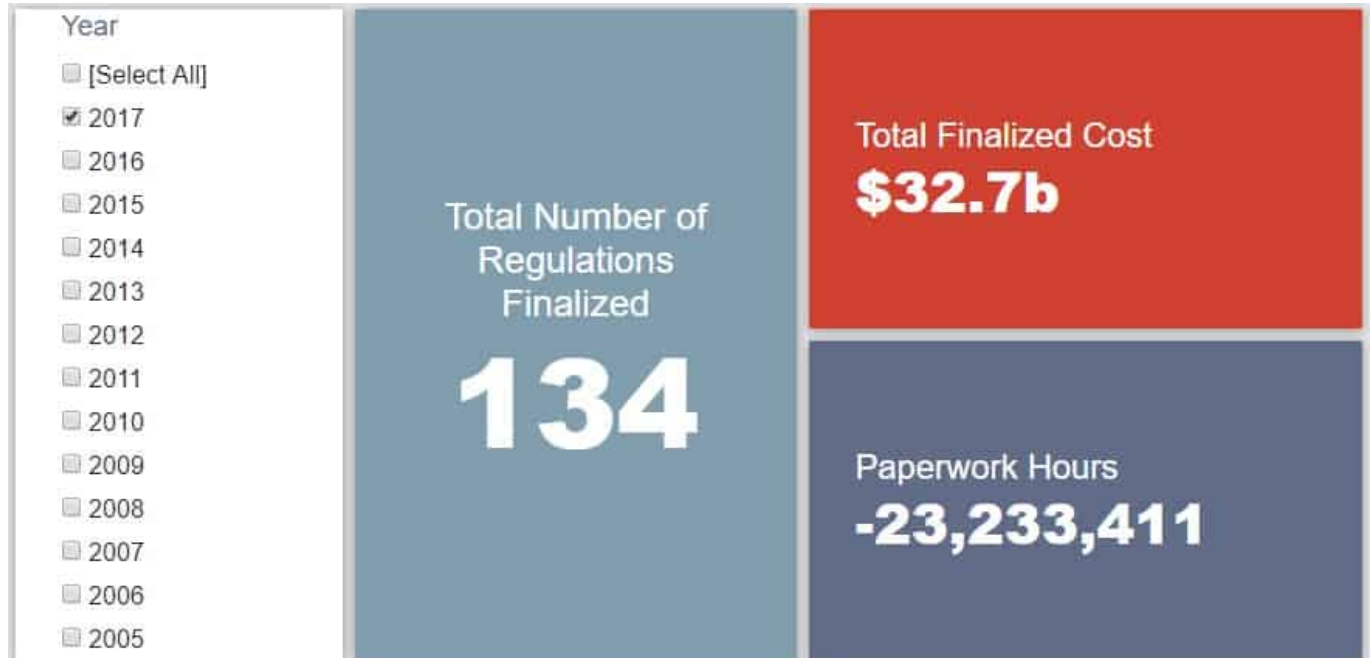 Year
[Select All]
2017
2016
2015
2014
2013
2012
2011
2010
2009
2008
2007
2006
2005
Total Number of
Regulations
Finalized
134
Total Finalized Cost
$32.7b
Paperwork Hours
-23,233,411